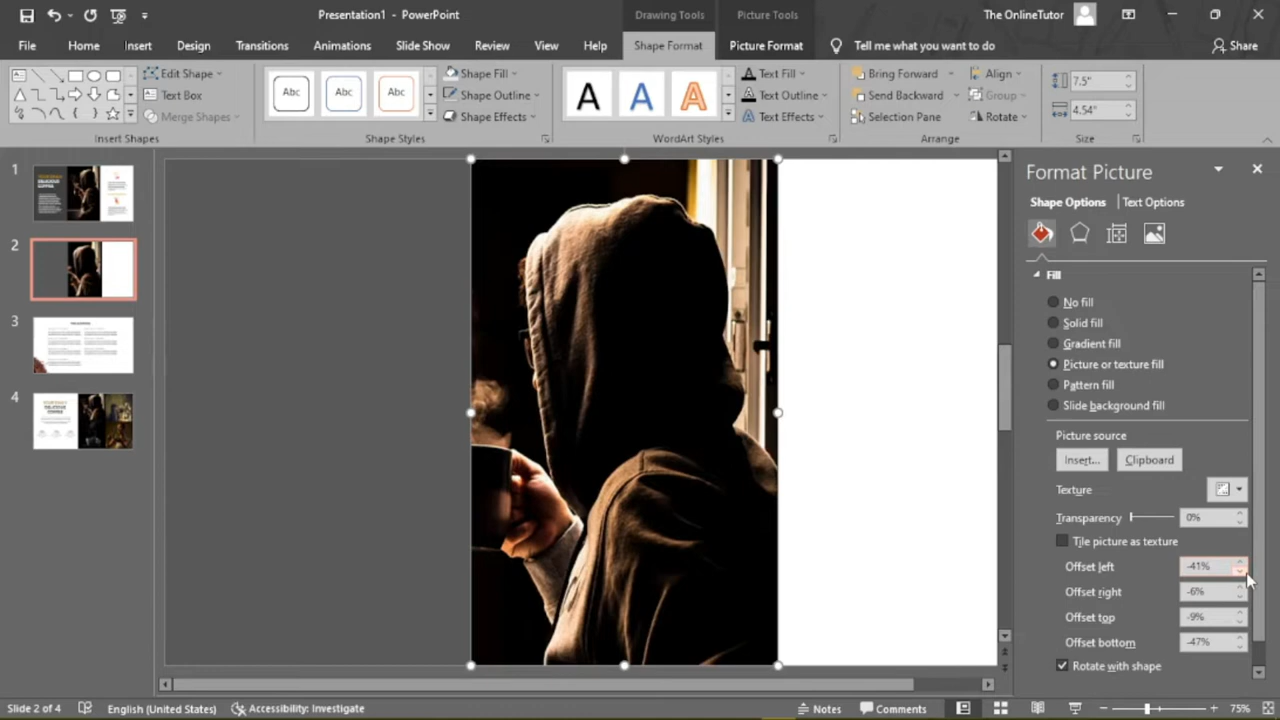 Presentation1 - PowerPoint
Drawing Tools
Picture Tools
The OnlineTutor
File
Home
Insert
Design
Transitions
Animations
Slide Show
Review
View
Help
Shape Format
Picture Format
Tell me what you want to do
Share
Edit Shape
Text Box
Merge Shapes
Insert Shapes
Abc
Abc
Abc
Shape Fill
Shape Outline
Shape Effects
Shape Styles
A
A
A
Text Fill
Text Outline
Text Effects
WordArt Styles
Bring Forward
Send Backward
Selection Pane
Align
Group
Rotate
Arrange
7.5"
4.54"
Size
1
2
3
4
Format Picture
Shape Options
Text Options
Fill
No fill
Solid fill
Gradient fill
Picture or texture fill
Pattern fill
Slide background fill
Picture source
Insert...
Clipboard
Texture
Transparency
0%
Tile picture as texture
Offset left
-41%
Offset right
-6%
Offset top
-9%
Offset bottom
-47%
Rotate with shape
Slide 2 of 4
English (United States)
Accessibility: Investigate
Notes
Comments
75%